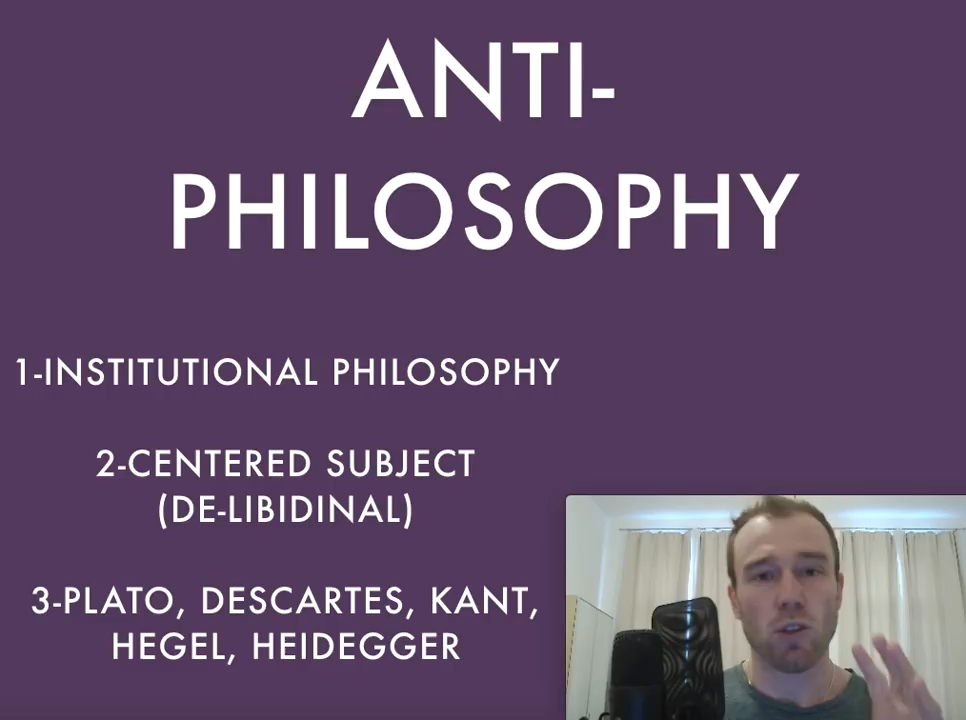 ANTI-
PHILOSOPHY
1-INSTITUTIONAL PHILOSOPHY
2-CENTERED SUBJECT
(DE-LIBIDINAL)
3-PLATO, DESCARTES, KANT,
HEGEL, HEIDEGGER